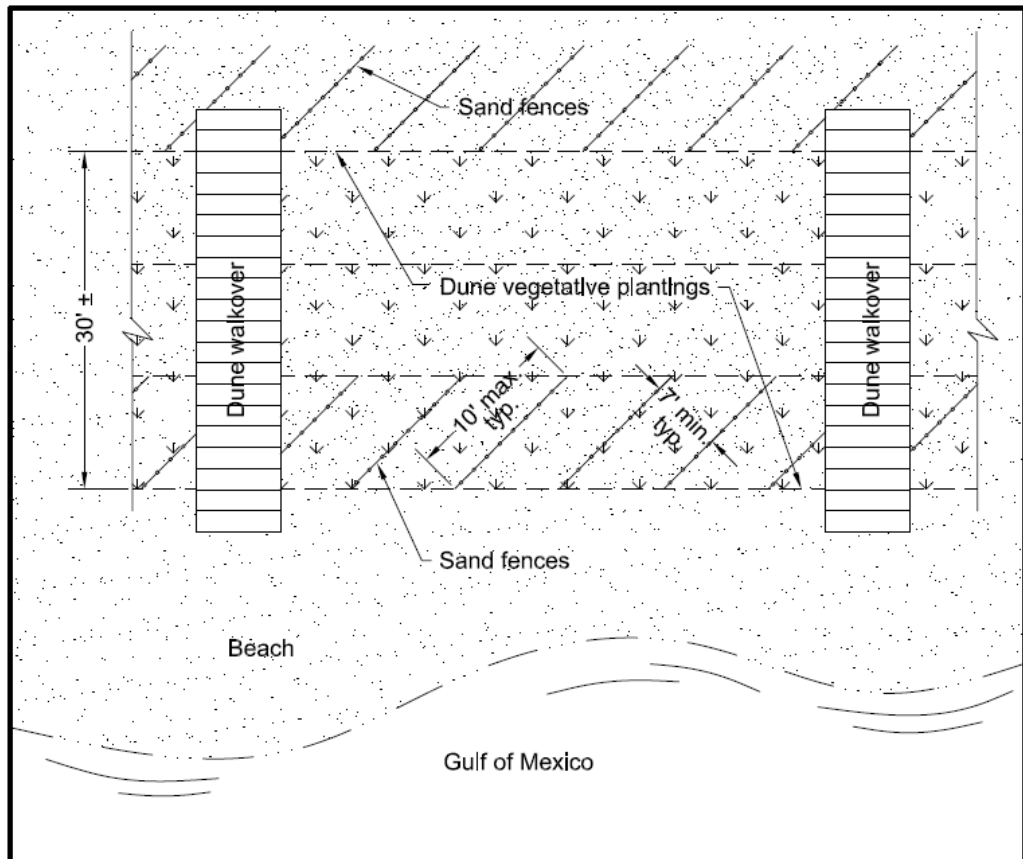 Sand fences
30' ±
Dune walkover
Dune vegetative plantings
Dune walkover
10' max
typ.
7' min.
typ.
Sand fences
Beach
Gulf of Mexico